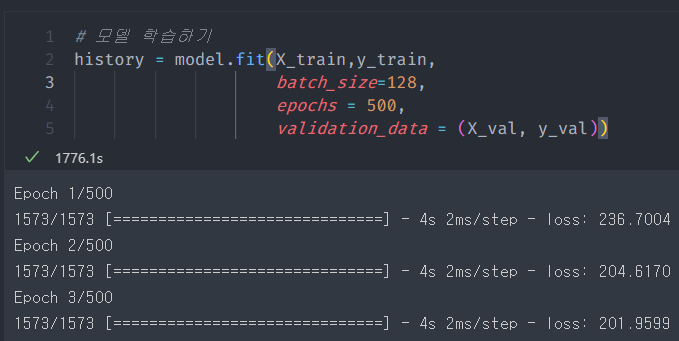 1 # 모델 학습하기
2 history = model.fit(X_train,y_train,
3 batch_size=128,
4 epochs = 500,
5 validation_data = (X_val, y_val))
✓ 1776.1s
Epoch 1/500
1573/1573 [==============================] - 4s 2ms/step - loss: 236.7004
Epoch 2/500
1573/1573 [==============================] - 4s 2ms/step - loss: 204.6170
Epoch 3/500
1573/1573 [==============================] - 4s 2ms/step - loss: 201.9599